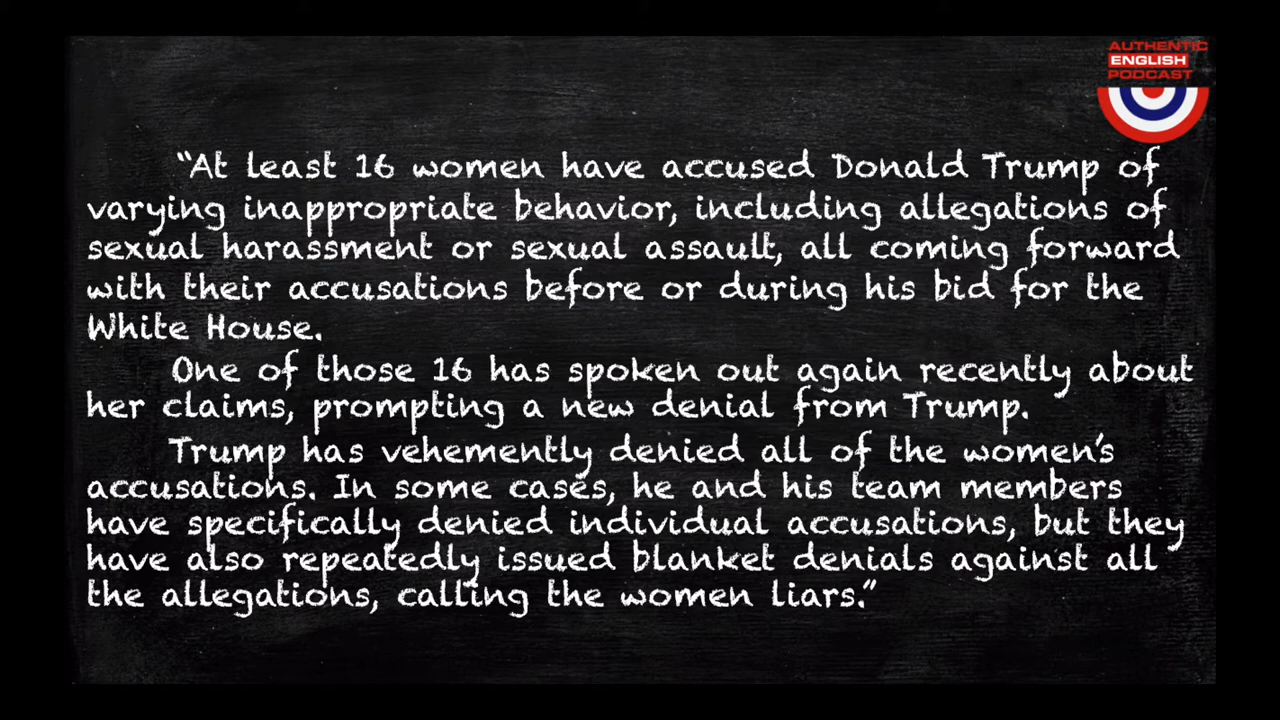 AUTHENTIC
ENGLISH
PODCAST
“At least 16 women have accused Donald Trump of
varying inappropriate behavior, including allegations of
sexual harassment or sexual assault, all coming forward
with their accusations before or during his bid for the
White House.
One of those 16 has spoken out again recently about
her claims, prompting a new denial from Trump.
Trump has vehemently denied all of the women’s
accusations. In some cases, he and his team members
have specifically denied individual accusations, but they
have also repeatedly issued blanket denials against all
the allegations, calling the women liars.”